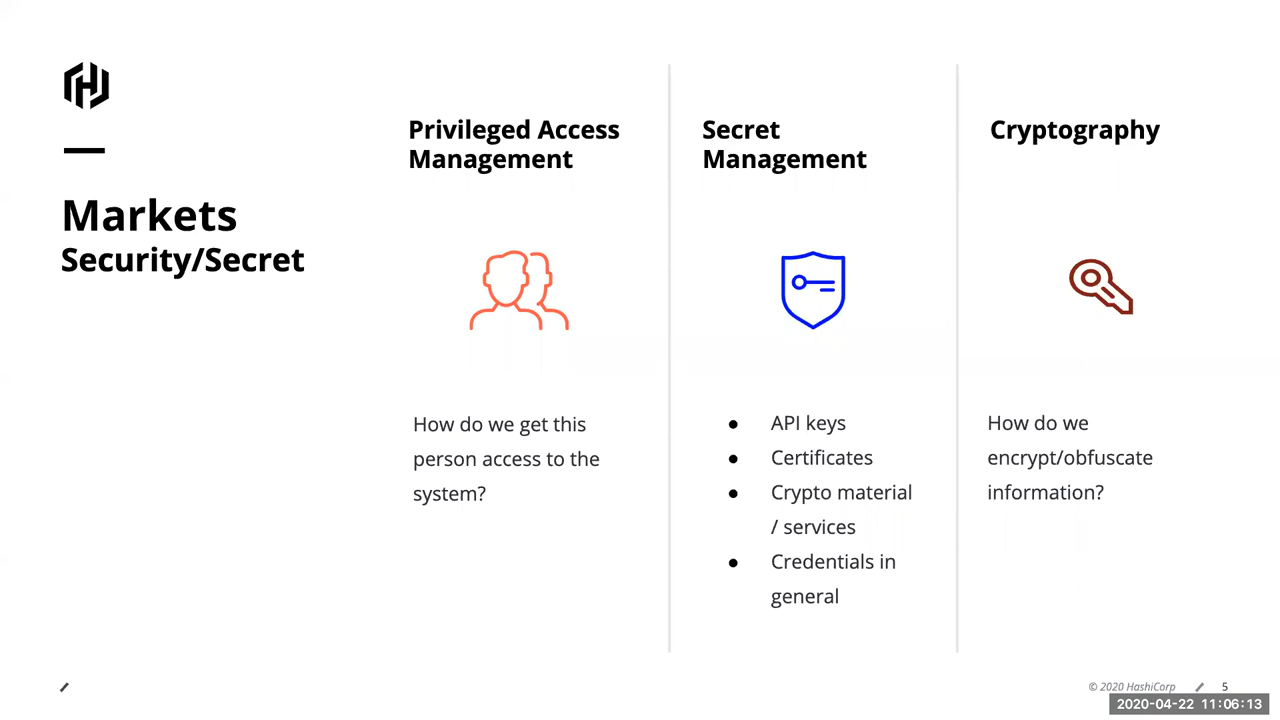 Markets
Security/Secret
Privileged Access
Management
How do we get this
person access to the
system?
Secret
Management
● API keys
● Certificates
● Crypto material
/ services
● Credentials in
general
Cryptography
How do we
encrypt/obfuscate
information?
© 2020 HashiCorp
5
2020-04-22 11:06:13